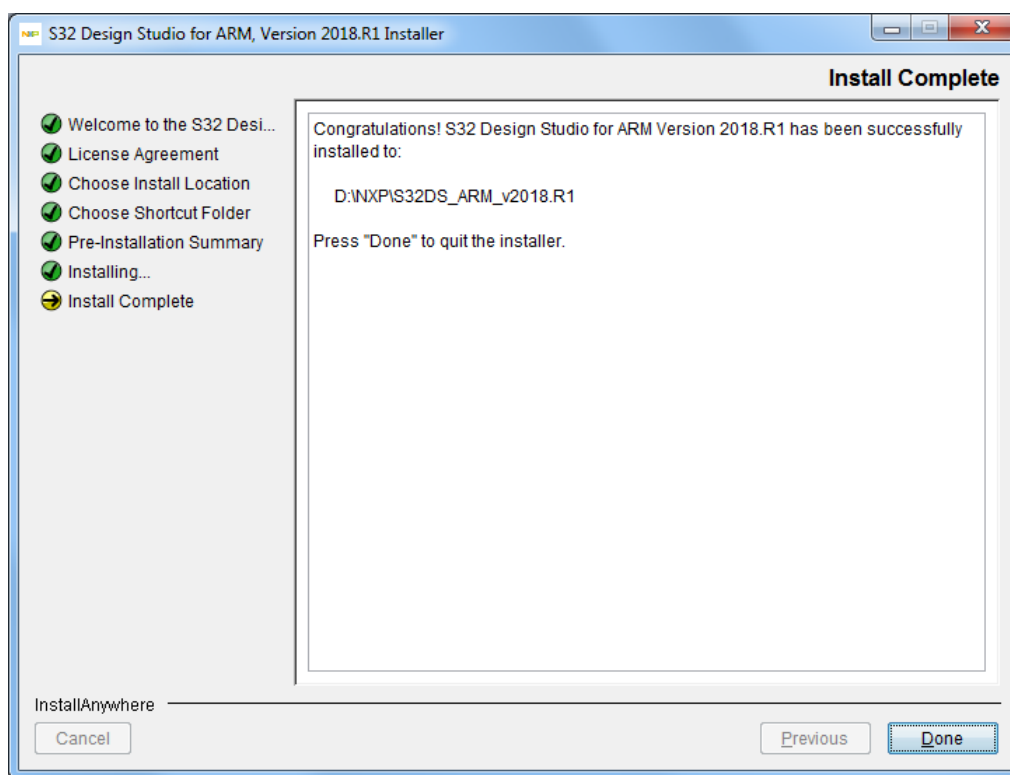 NXP S32 Design Studio for ARM, Version 2018.R1 Installer
Install Complete
Welcome to the S32 Desi...
License Agreement
Choose Install Location
Choose Shortcut Folder
Pre-Installation Summary
Installing...
Install Complete
Congratulations! S32 Design Studio for ARM Version 2018.R1 has been successfully
installed to:
D:\NXP\S32DS_ARM_v2018.R1
Press "Done" to quit the installer.
InstallAnywhere
Cancel
Previous
Done